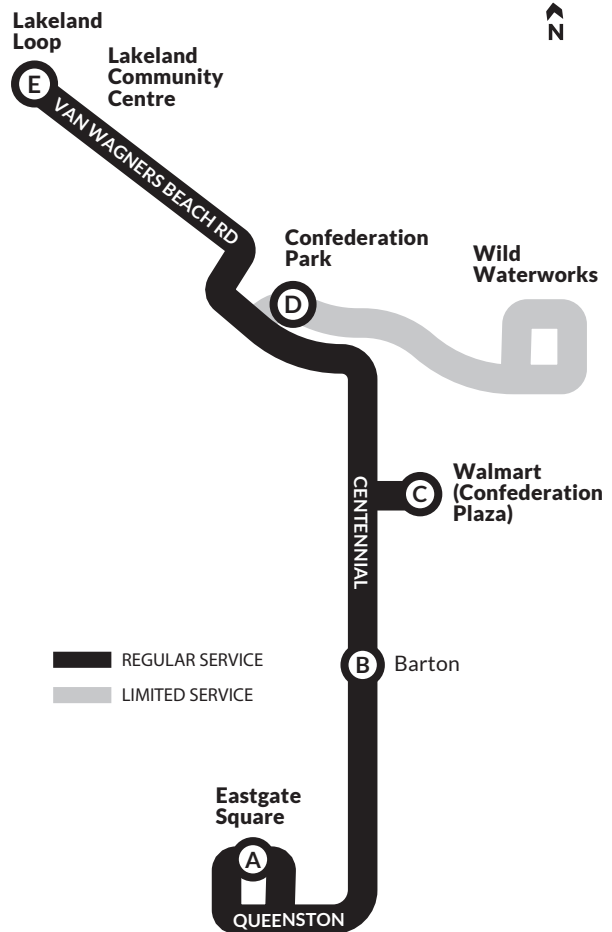 Lakeland
Loop
N
Lakeland
Community
Centre
E
VAN WAGNERS BEACH RD
Confederation
Park
Wild
Waterworks
D
Walmart
(Confederation
Plaza)
C
CENTENNIAL
B
Barton
REGULAR SERVICE
LIMITED SERVICE
Eastgate
Square
A
QUEENSTON